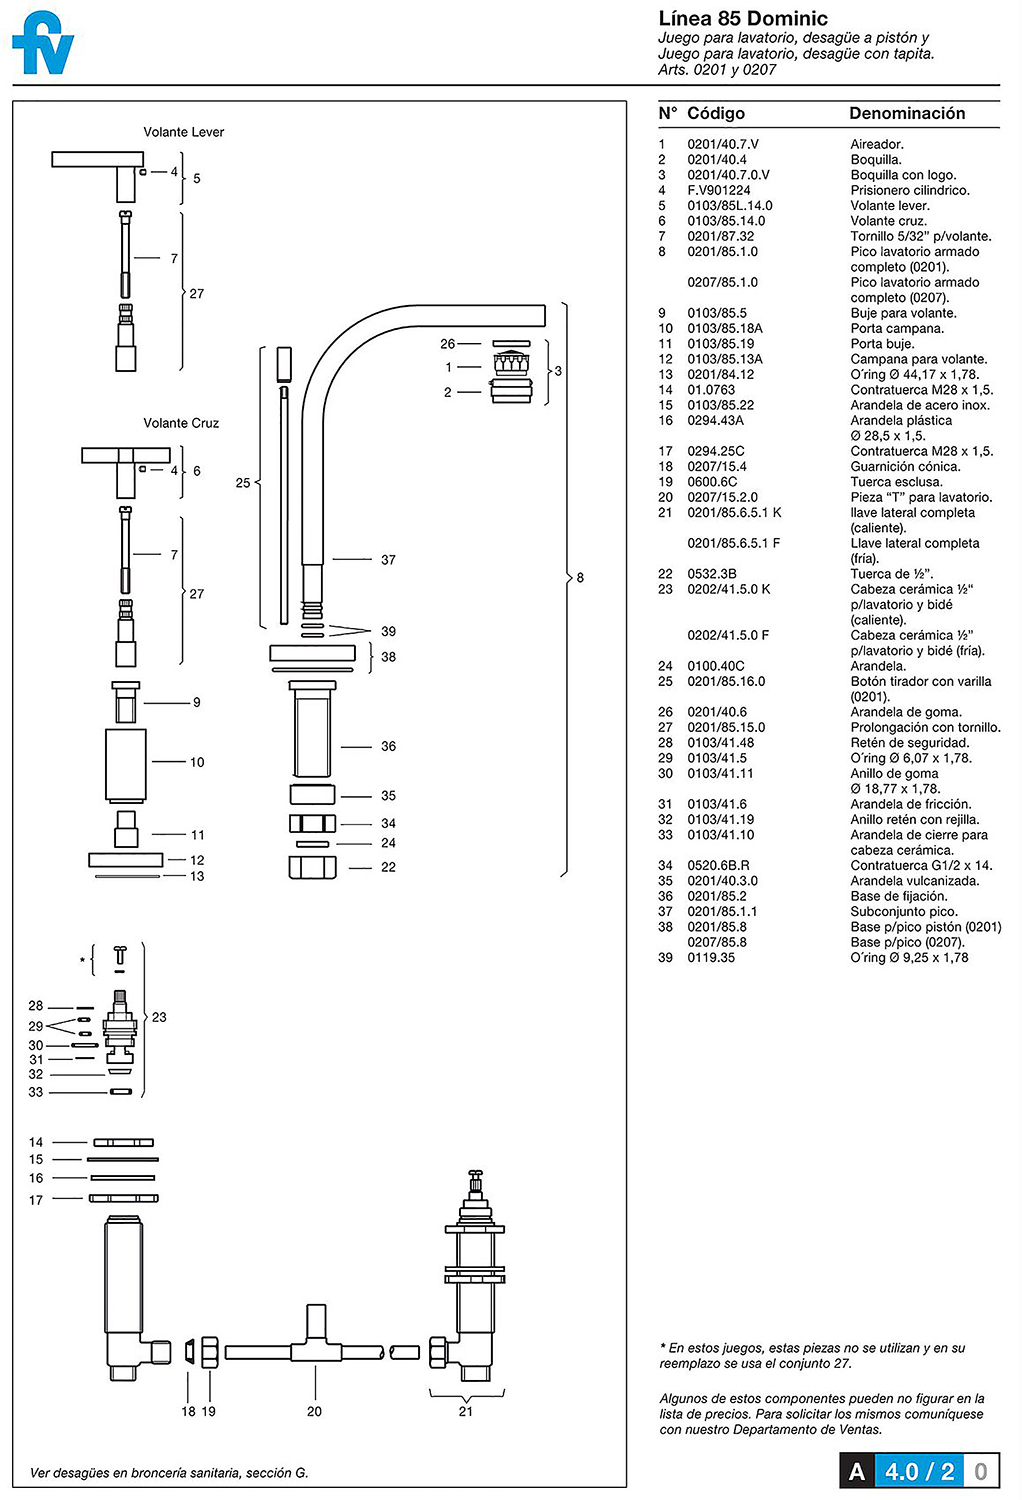 fv
Línea 85 Dominic
Juego para lavatorio, desagüe a pistón y
Juego para lavatorio, desagüe con tapita.
Arts. 0201 y 0207
Volante Lever
4
5
7
27
Volante Cruz
4
6
7
27
9
10
11
12
13
26
1
2
3
25
37
8
39
38
36
35
34
24
22
*
23
28
29
30
31
32
33
14
15
16
17
18
19
20
21
Ver desagües en broncería sanitaria, sección G.
N° Código Denominación
1 0201/40.7.V Aireador.
2 0201/40.4 Boquilla.
3 0201/40.7.0.V Boquilla con logo.
4 F.V901224 Prisionero cilindrico.
5 0103/85L.14.0 Volante lever.
6 0103/85.14.0 Volante cruz.
7 0201/87.32 Tornillo 5/32” p/volante.
8 0201/85.1.0 Pico lavatorio armado
completo (0201).
0207/85.1.0 Pico lavatorio armado
completo (0207).
9 0103/85.5 Buje para volante.
10 0103/85.18A Porta campana.
11 0103/85.19 Porta buje.
12 0103/85.13A Campana para volante.
13 0201/84.12 O´ring Ø 44,17 x 1,78.
14 01.0763 Contratuerca M28 x 1,5.
15 0103/85.22 Arandela de acero inox.
16 0294.43A Arandela plástica
Ø 28,5 x 1,5.
17 0294.25C Contratuerca M28 x 1,5.
18 0207/15.4 Guarnición cónica.
19 0600.6C Tuerca esclusa.
20 0207/15.2.0 Pieza “T” para lavatorio.
21 0201/85.6.5.1 K llave lateral completa
(caliente).
0201/85.6.5.1 F Llave lateral completa
(fría).
22 0532.3B Tuerca de ½”.
23 0202/41.5.0 K Cabeza cerámica ½“
p/lavatorio y bidé
(caliente).
0202/41.5.0 F Cabeza cerámica ½”
p/lavatorio y bidé (fría).
24 0100.40C Arandela.
25 0201/85.16.0 Botón tirador con varilla
(0201).
26 0201/40.6 Arandela de goma.
27 0201/85.15.0 Prolongación con tornillo.
28 0103/41.48 Retén de seguridad.
29 0103/41.5 O´ring Ø 6,07 x 1,78.
30 0103/41.11 Anillo de goma
Ø 18,77 x 1,78.
31 0103/41.6 Arandela de fricción.
32 0103/41.19 Anillo retén con rejilla.
33 0103/41.10 Arandela de cierre para
cabeza cerámica.
34 0520.6B.R Contratuerca G1/2 x 14.
35 0201/40.3.0 Arandela vulcanizada.
36 0201/85.2 Base de fijación.
37 0201/85.1.1 Subconjunto pico.
38 0201/85.8 Base p/pico pistón (0201)
0207/85.8 Base p/pico (0207).
39 0119.35 O´ring Ø 9,25 x 1,78
* En estos juegos, estas piezas no se utilizan y en su
reemplazo se usa el conjunto 27.
Algunos de estos componentes pueden no figurar en la
lista de precios. Para solicitar los mismos comuníquese
con nuestro Departamento de Ventas.
A 4.0 / 2 0